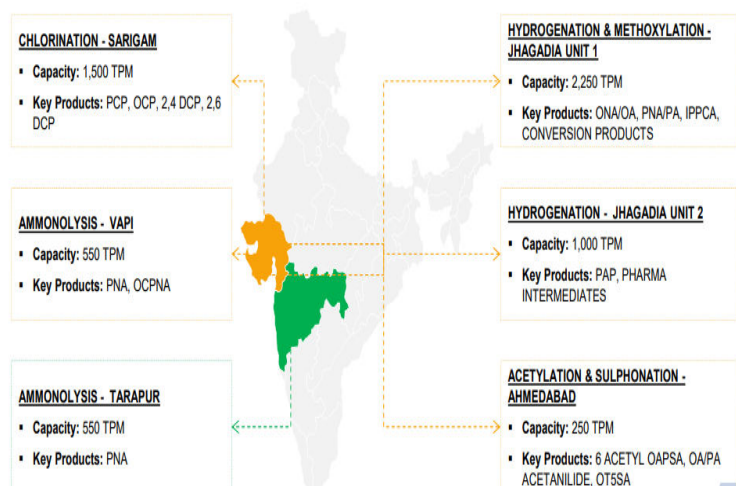 CHLORINATION - SARIGAM
▪ Capacity: 1,500 TPM
▪ Key Products: PCP, OCP, 2,4 DCP, 2,6
DCP
AMMONOLYSIS - VAPI
▪ Capacity: 550 TPM
▪ Key Products: PNA, OCPNA
AMMONOLYSIS - TARAPUR
▪ Capacity: 550 TPM
▪ Key Products: PNA
HYDROGENATION & METHOXYLATION -
JHAGADIA UNIT 1
▪ Capacity: 2,250 TPM
▪ Key Products: ONA/OA, PNA/PA, IPPCA,
CONVERSION PRODUCTS
HYDROGENATION - JHAGADIA UNIT 2
▪ Capacity: 1,000 TPM
▪ Key Products: PAP, PHARMA
INTERMEDIATES
ACETYLATION & SULPHONATION -
AHMEDABAD
▪ Capacity: 250 TPM
▪ Key Products: 6 ACETYL OAPSA, OA/PA
ACETANILIDE, OT5SA